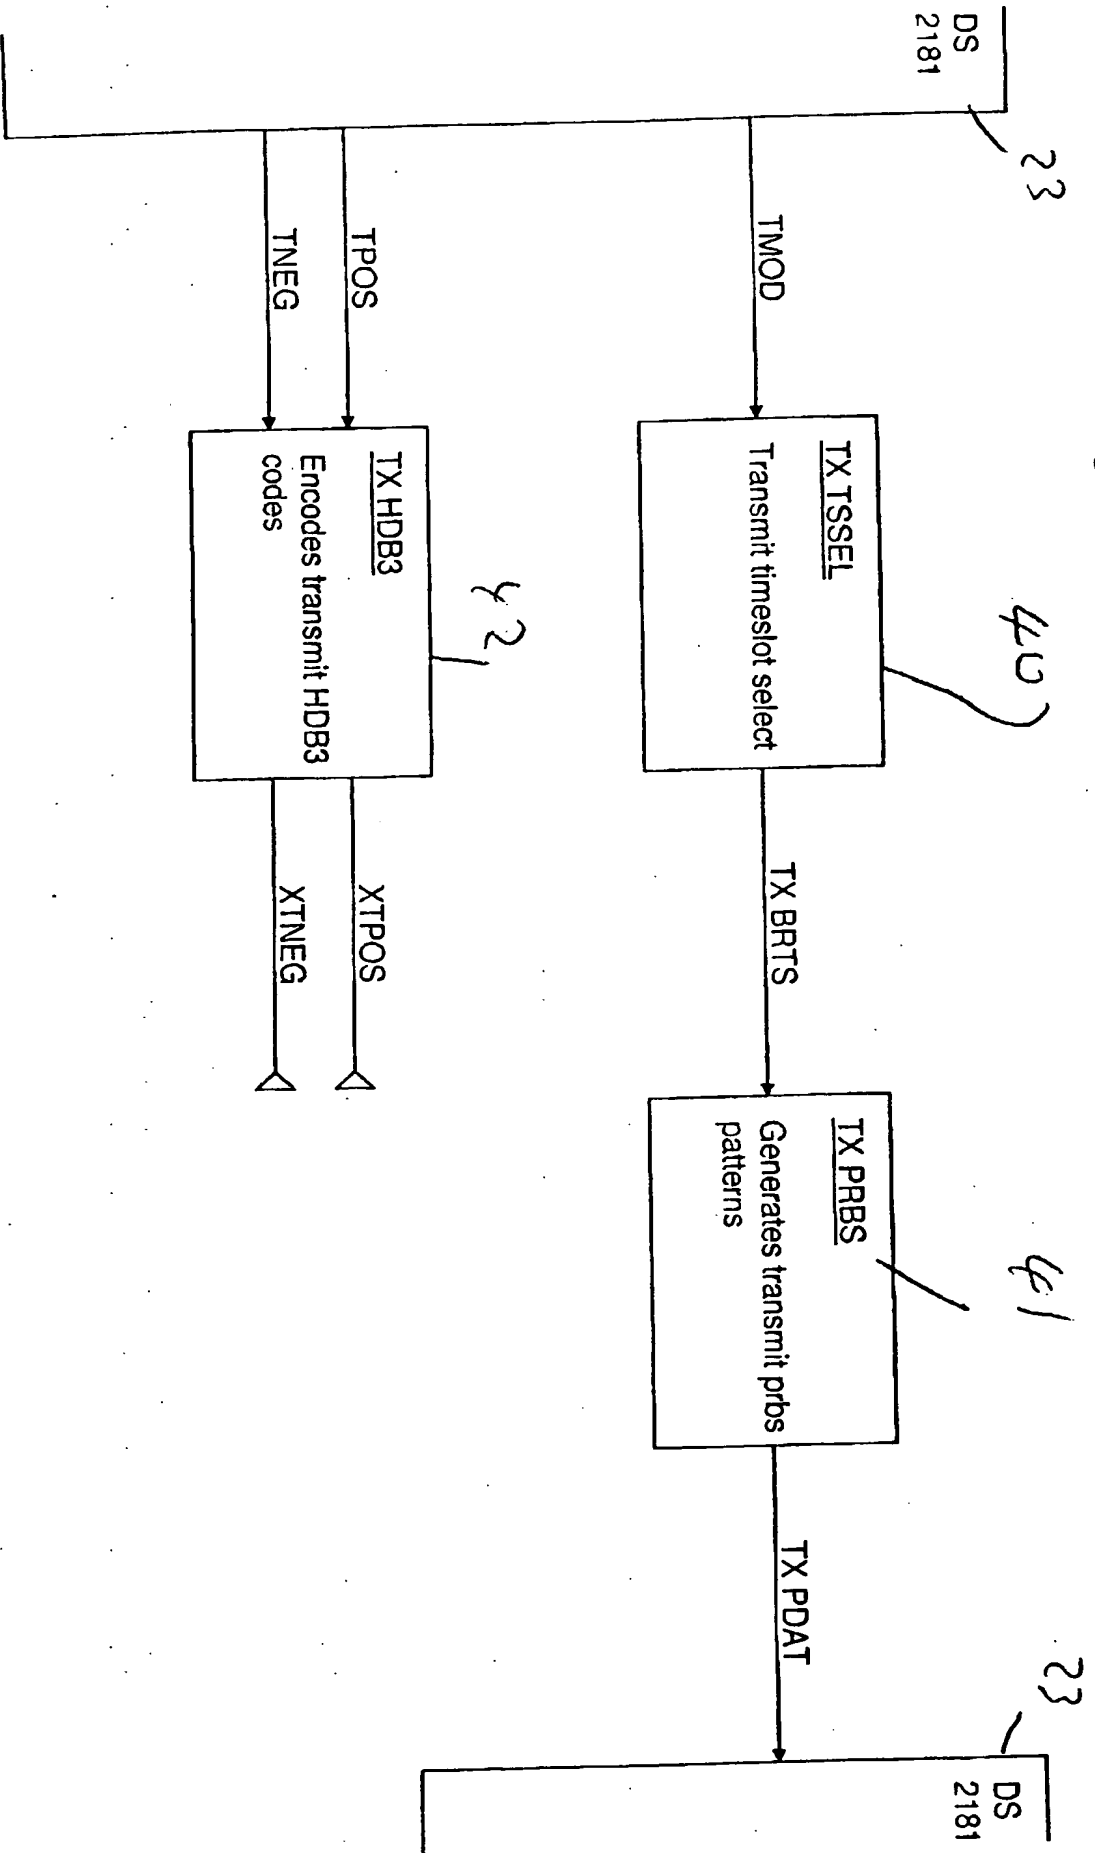 DS
2181
23
TMOD
TX TSSEL
Transmit timeslot select
40
TX BRTS
TX PRBS
Generates transmit prbs
patterns
41
TX PDAT
DS
2181
23
TPOS
TNEG
TX HDB3
Encodes transmit HDB3
codes
42
XTPOS
XTNEG